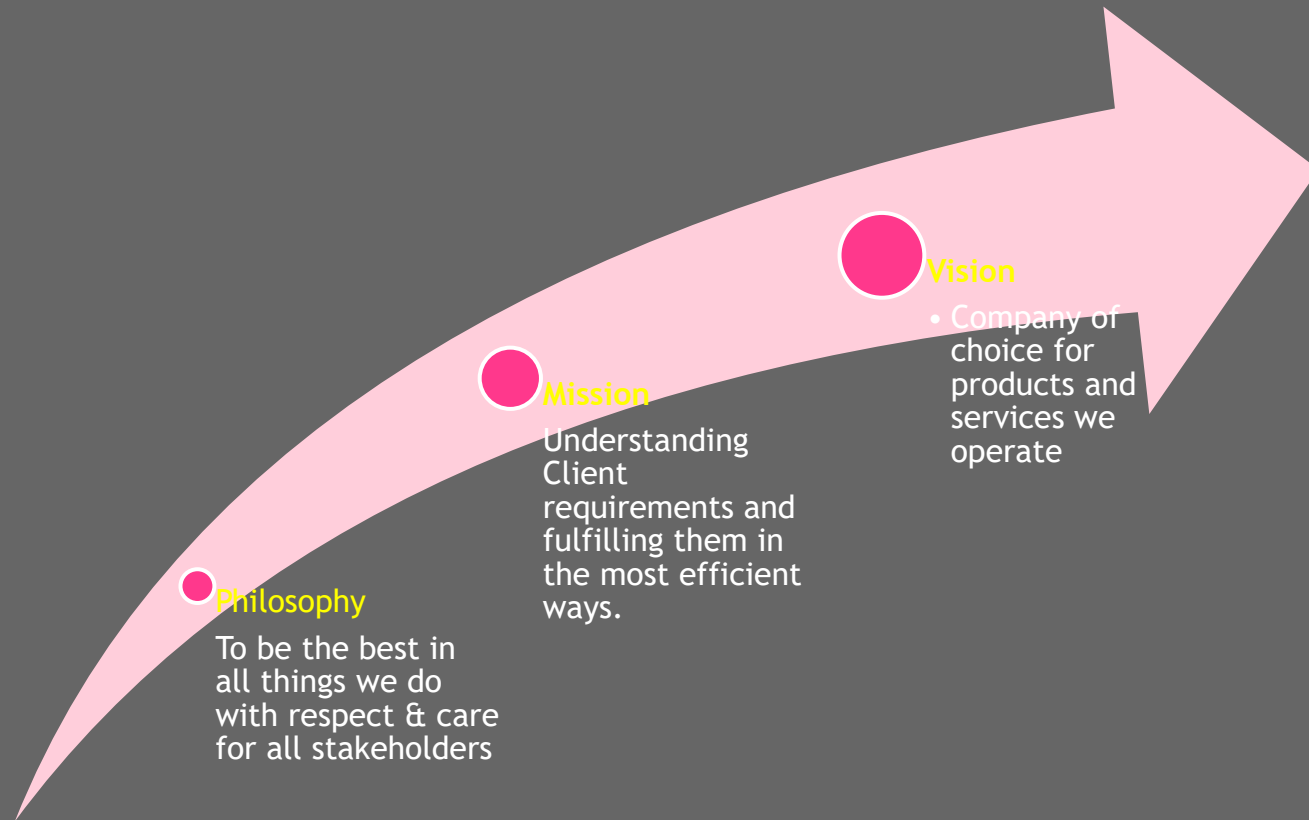 Vision
• Company of
choice for
products and
services we
operate
Mission
Understanding
Client
requirements and
fulfilling them in
the most efficient
ways.
Philosophy
To be the best in
all things we do
with respect & care
for all stakeholders